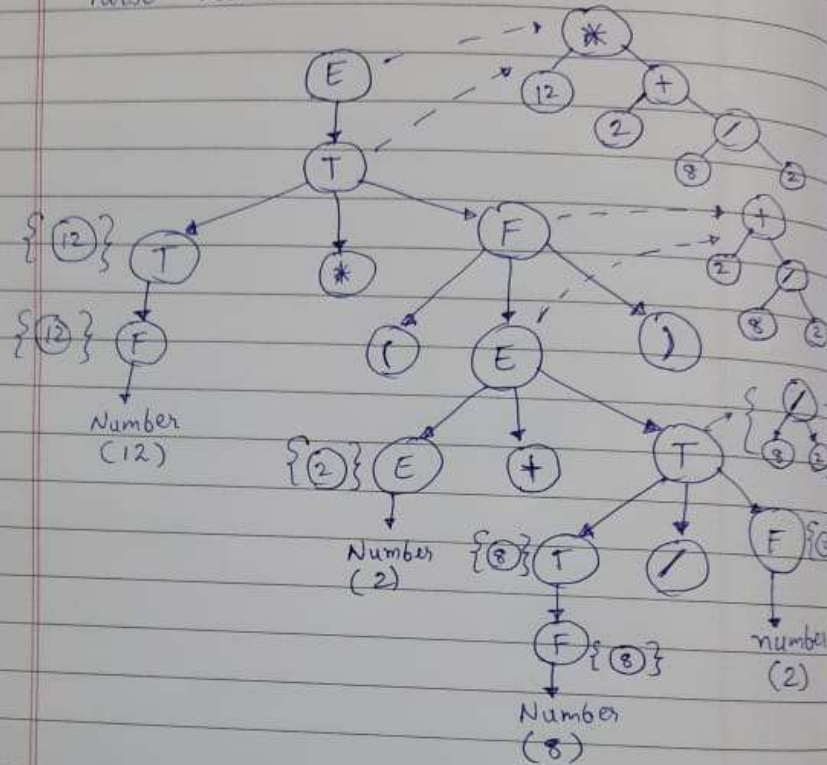 E * 
12 +
T 2 /
8 2
{12} T * F +
2 /
{12} F ( E ) 8 2
Number
(12)
{2} E + T { /
8 2
Number {8} T / F {
(2)
F {8} number
(2)
Number
(8)